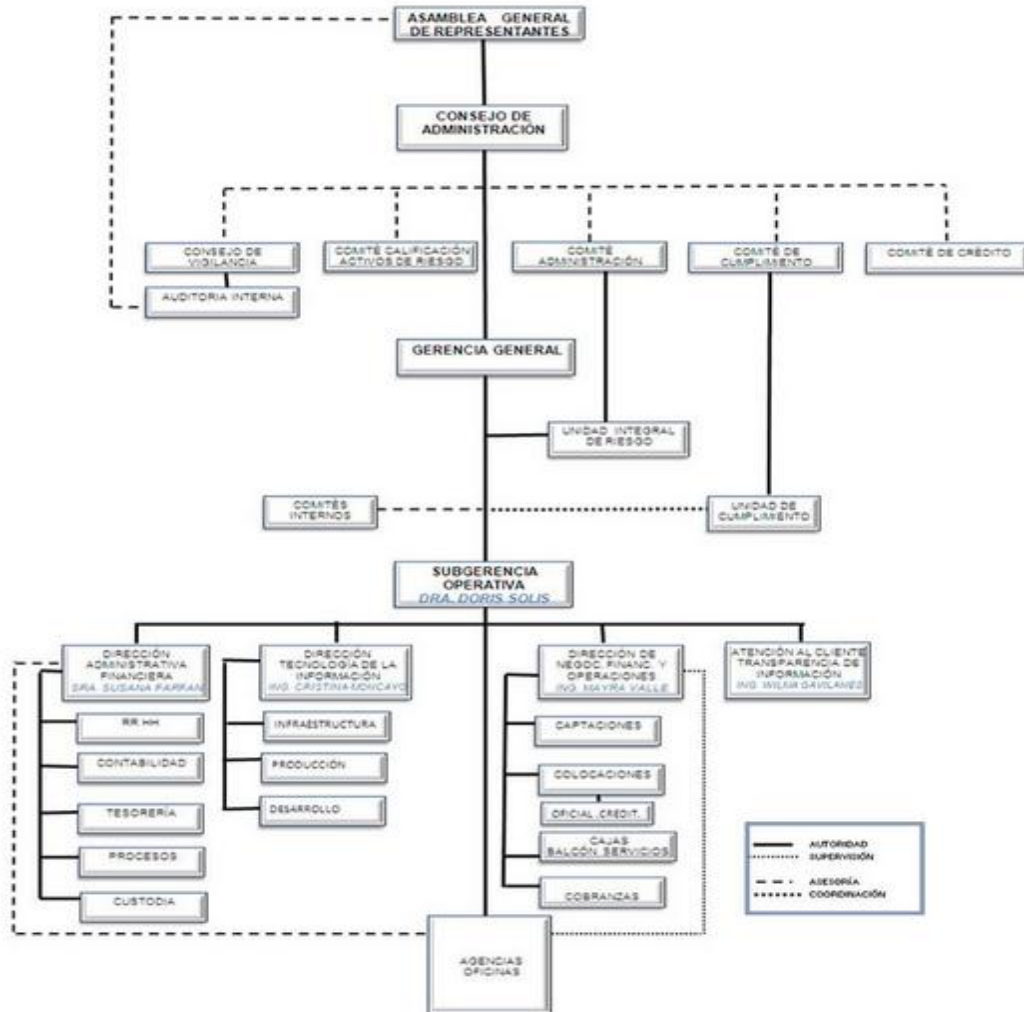 ASAMBLEA GENERAL
DE REPRESENTANTES
CONSEJO DE
ADMINISTRACIÓN
CONSEJO DE
VIGILANCIA
COMITÉ CALIFICACIÓN
ACTIVOS DE RIESGO
COMITÉ
ADMINISTRACIÓN
COMITÉ DE
CUMPLIMIENTO
COMITÉ DE CRÉDITO
AUDITORIA INTERNA
GERENCIA GENERAL
UNIDAD INTEGRAL
DE RIESGO
COMITÉS
INTERNOS
UNIDAD DE
CUMPLIMIENTO
SUBGERENCIA
OPERATIVA
DRA. DORIS SOLIS
DIRECCIÓN
ADMINISTRATIVA
FINANCIERA
SRA. SUSANA FARFAN
DIRECCIÓN
TECNOLOGÍA DE LA
INFORMACIÓN
ING. CRISTINA MONCAYO
DIRECCIÓN DE
NEGOC. FINANC. Y
OPERACIONES
ING. MAYRA VALLE
ATENCIÓN AL CLIENTE
TRANSPARENCIA DE
INFORMACIÓN
ING. WILMA GAVILANES
RR HH
CONTABILIDAD
TESORERÍA
PROCESOS
CUSTODIA
INFRAESTRUCTURA
PRODUCCIÓN
DESARROLLO
CAPTACIONES
COLOCACIONES
OFICIAL .CREDIT.
CAJAS
BALCÓN. SERVICIOS
COBRANZAS
AUTORIDAD
SUPERVISIÓN
ASESORÍA
COORDINACIÓN
AGENCIAS
OFICINAS